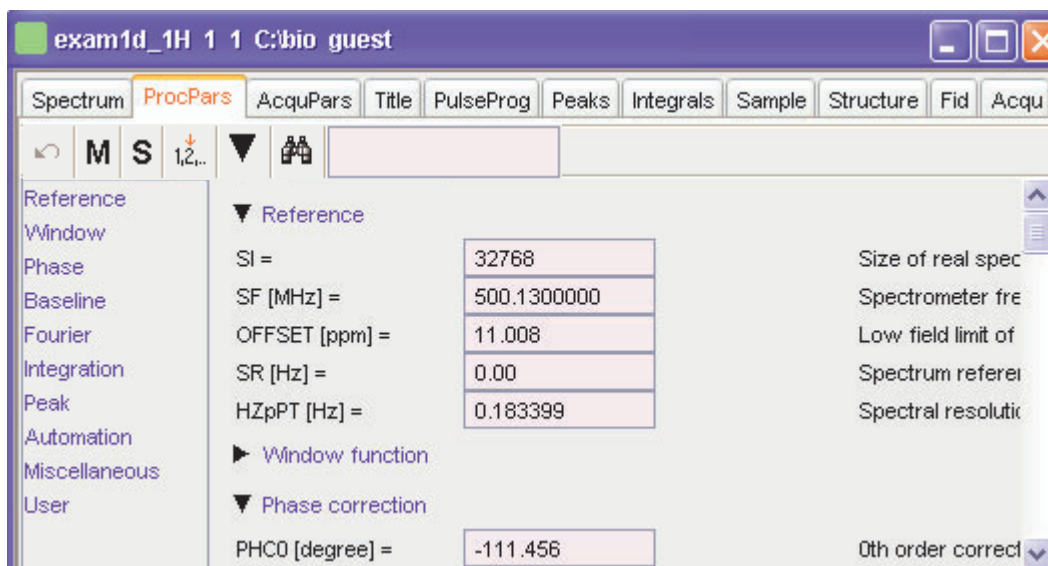 exam1d_1H 1 1 C:\bio guest
Spectrum ProcPars AcquPars Title PulseProg Peaks Integrals Sample Structure Fid Acqu
M S 1,2,..
Reference
Window
Phase
Baseline
Fourier
Integration
Peak
Automation
Miscellaneous
User
Reference
SI = 32768 Size of real spec
SF [MHz] = 500.1300000 Spectrometer fre
OFFSET [ppm] = 11.008 Low field limit of
SR [Hz] = 0.00 Spectrum referen
HZpPT [Hz] = 0.183399 Spectral resolutio
Window function
Phase correction
PHC0 [degree] = -111.456 0th order correct